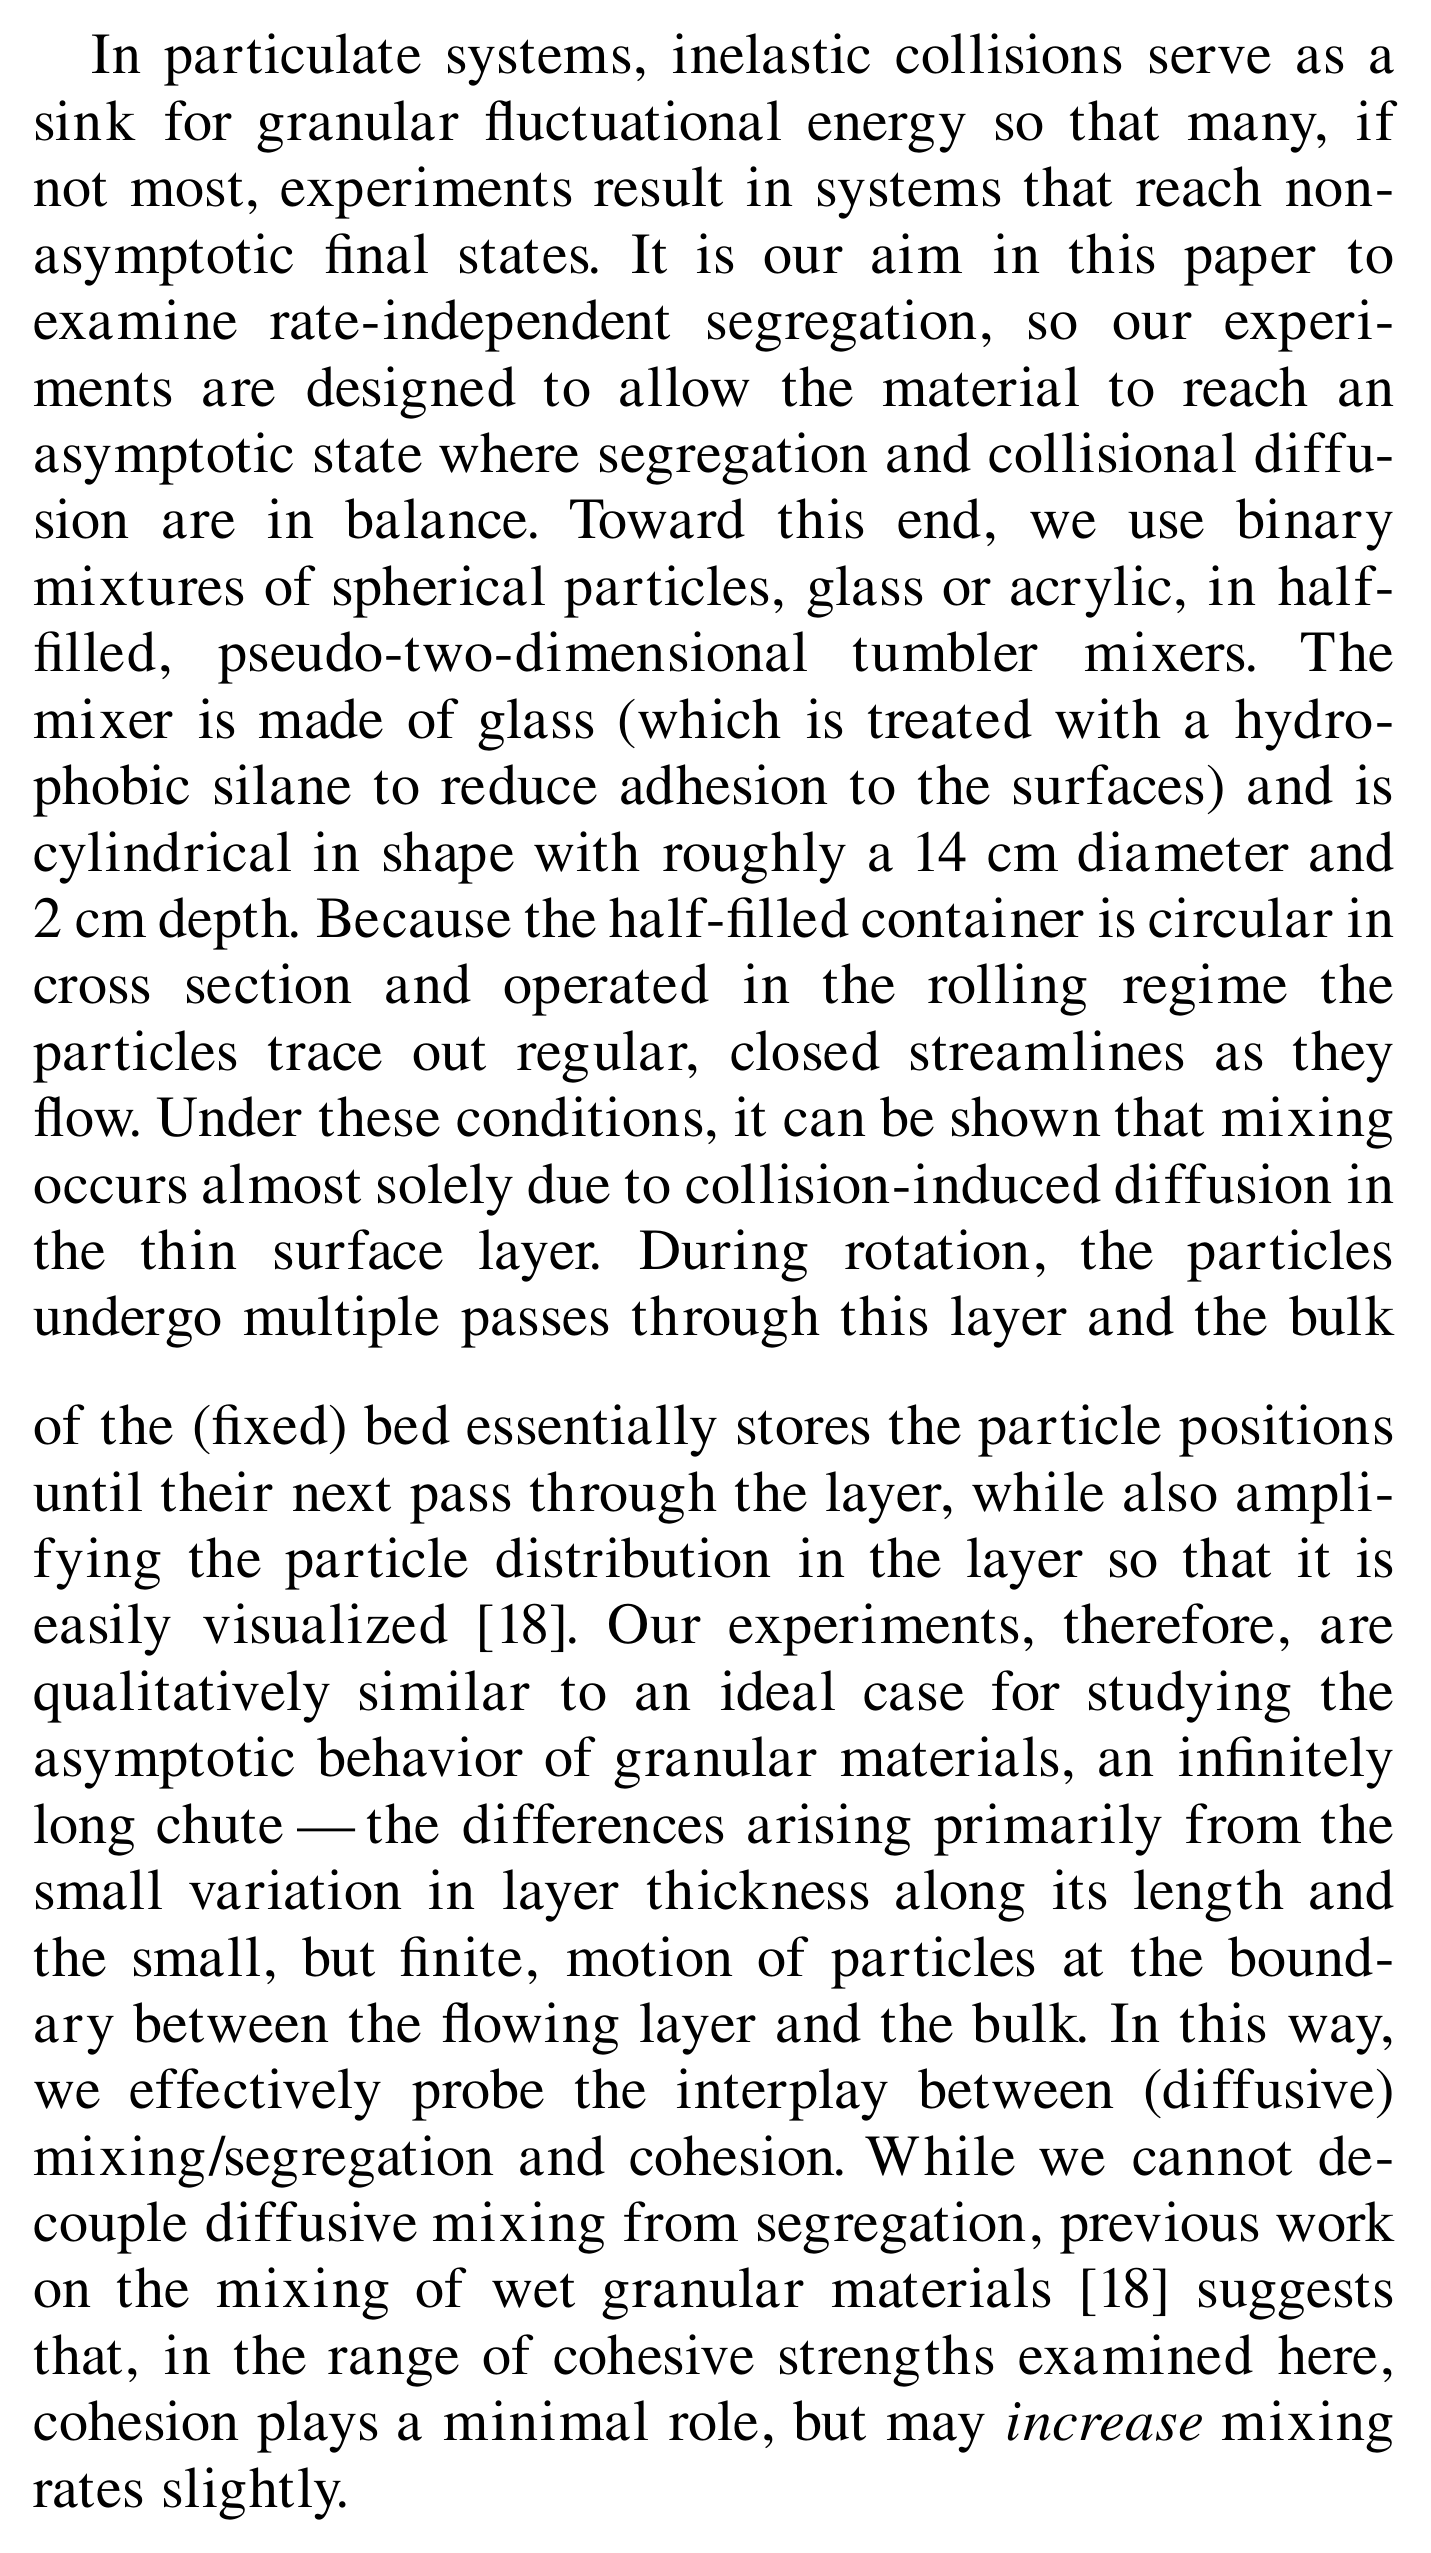 In particulate systems, inelastic collisions serve as a
sink for granular fluctuational energy so that many, if
not most, experiments result in systems that reach non-
asymptotic final states. It is our aim in this paper to
examine rate-independent segregation, so our experi-
ments are designed to allow the material to reach an
asymptotic state where segregation and collisional diffu-
sion are in balance. Toward this end, we use binary
mixtures of spherical particles, glass or acrylic, in half-
filled, pseudo-two-dimensional tumbler mixers. The
mixer is made of glass (which is treated with a hydro-
phobic silane to reduce adhesion to the surfaces) and is
cylindrical in shape with roughly a 14 cm diameter and
2 cm depth. Because the half-filled container is circular in
cross section and operated in the rolling regime the
particles trace out regular, closed streamlines as they
flow. Under these conditions, it can be shown that mixing
occurs almost solely due to collision-induced diffusion in
the thin surface layer. During rotation, the particles
undergo multiple passes through this layer and the bulk
of the (fixed) bed essentially stores the particle positions
until their next pass through the layer, while also ampli-
fying the particle distribution in the layer so that it is
easily visualized [18]. Our experiments, therefore, are
qualitatively similar to an ideal case for studying the
asymptotic behavior of granular materials, an infinitely
long chute — the differences arising primarily from the
small variation in layer thickness along its length and
the small, but finite, motion of particles at the bound-
ary between the flowing layer and the bulk. In this way,
we effectively probe the interplay between (diffusive)
mixing/segregation and cohesion. While we cannot de-
couple diffusive mixing from segregation, previous work
on the mixing of wet granular materials [18] suggests
that, in the range of cohesive strengths examined here,
cohesion plays a minimal role, but may increase mixing
rates slightly.